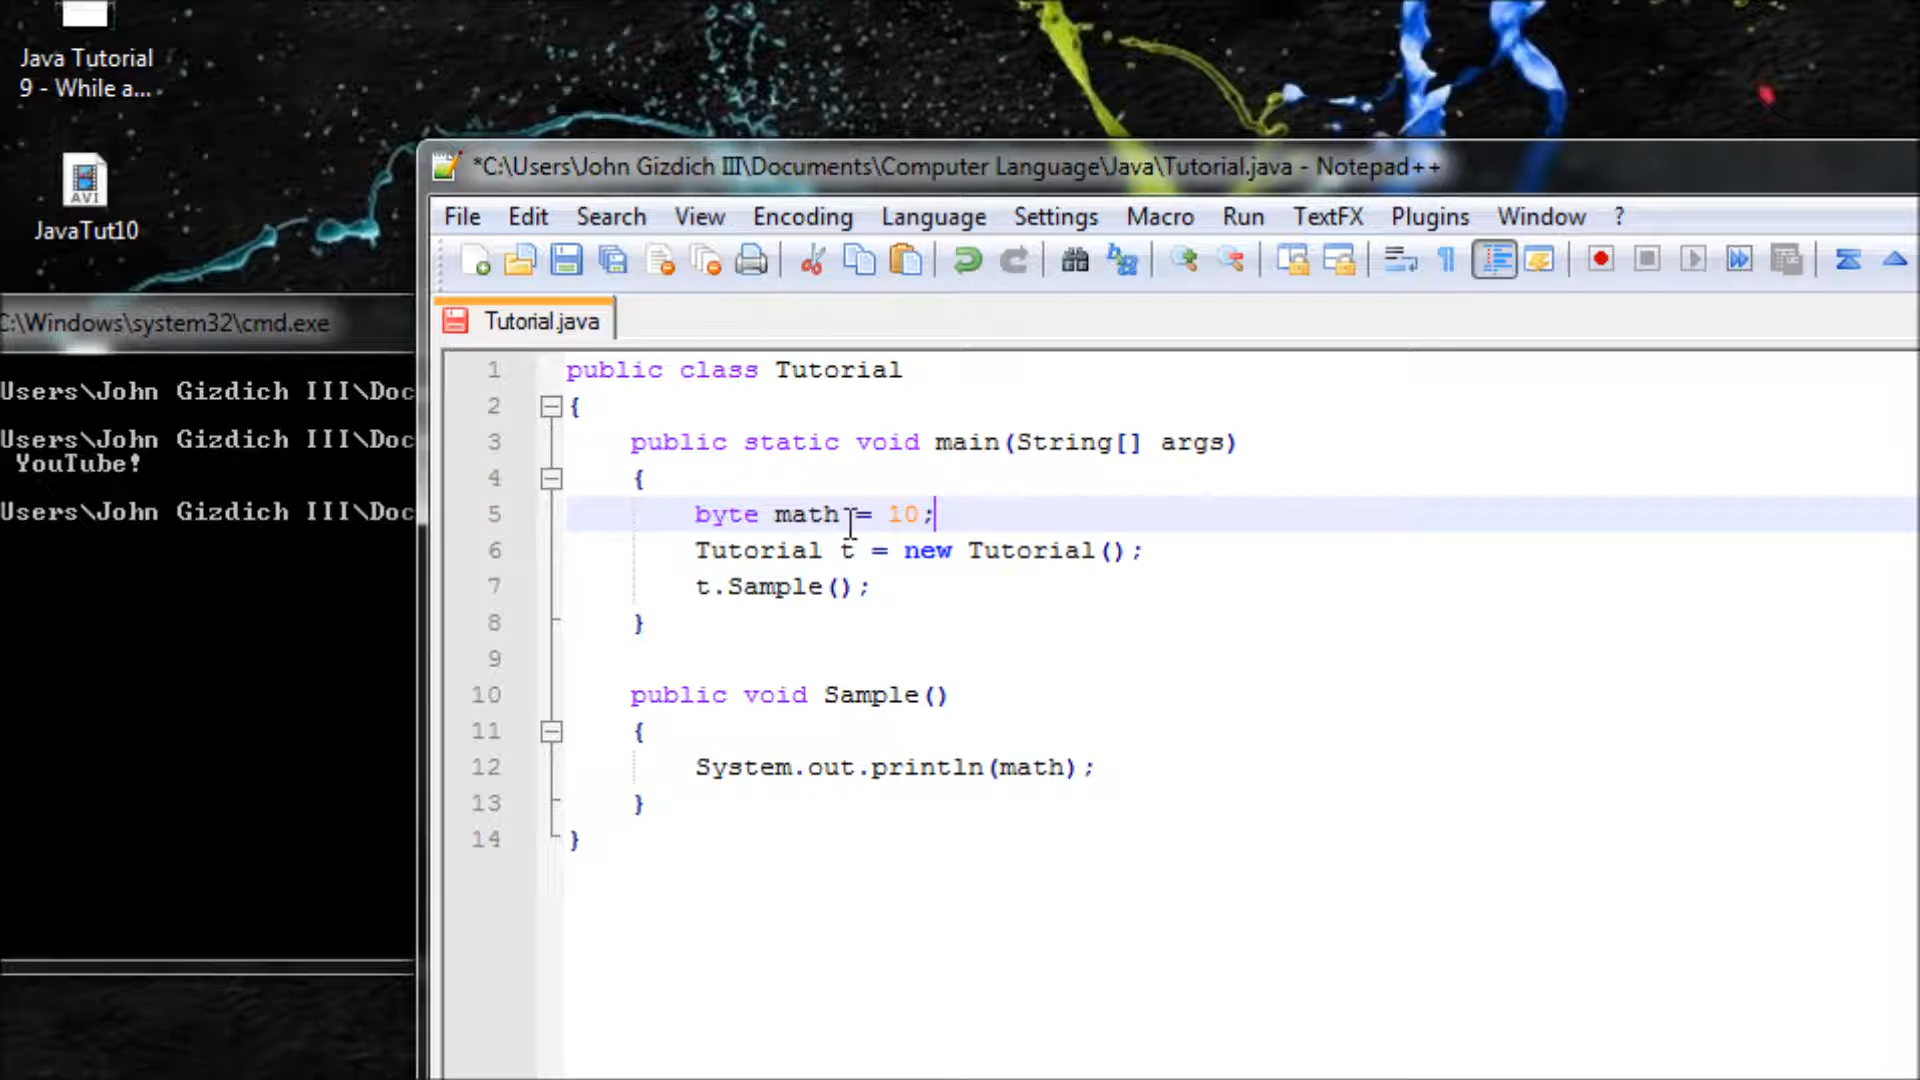 Java Tutorial
9 - While a...
AVI
JavaTut10
C:\Windows\system32\cmd.exe
Users\John Gizdich III\Doc
Users\John Gizdich III\Doc
YouTube!
Users\John Gizdich III\Doc
*C:\Users\John Gizdich III\Documents\Computer Language\Java\Tutorial.java - Notepad++
File Edit Search View Encoding Language Settings Macro Run TextFX Plugins Window ?
Tutorial.java
1 public class Tutorial
2 {
3 public static void main(String[] args)
4 {
5 byte math = 10;
6 Tutorial t = new Tutorial();
7 t.Sample();
8 }
9
10 public void Sample()
11 {
12 System.out.println(math);
13 }
14 }